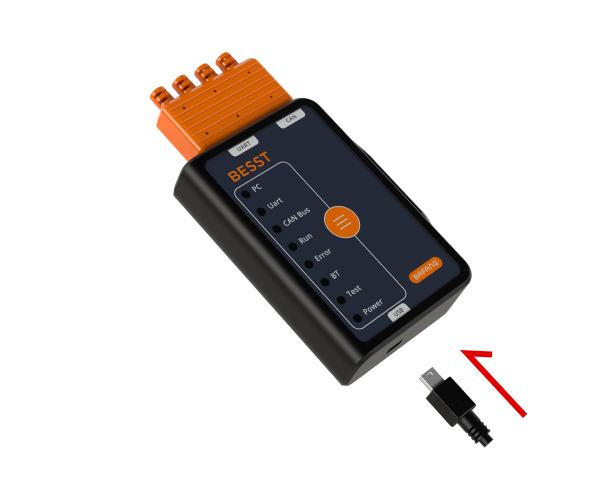 UART
CAN
BESST
PC
Uart
CAN Bus
Run
Error
BT
Test
Power
BAFANG
USB